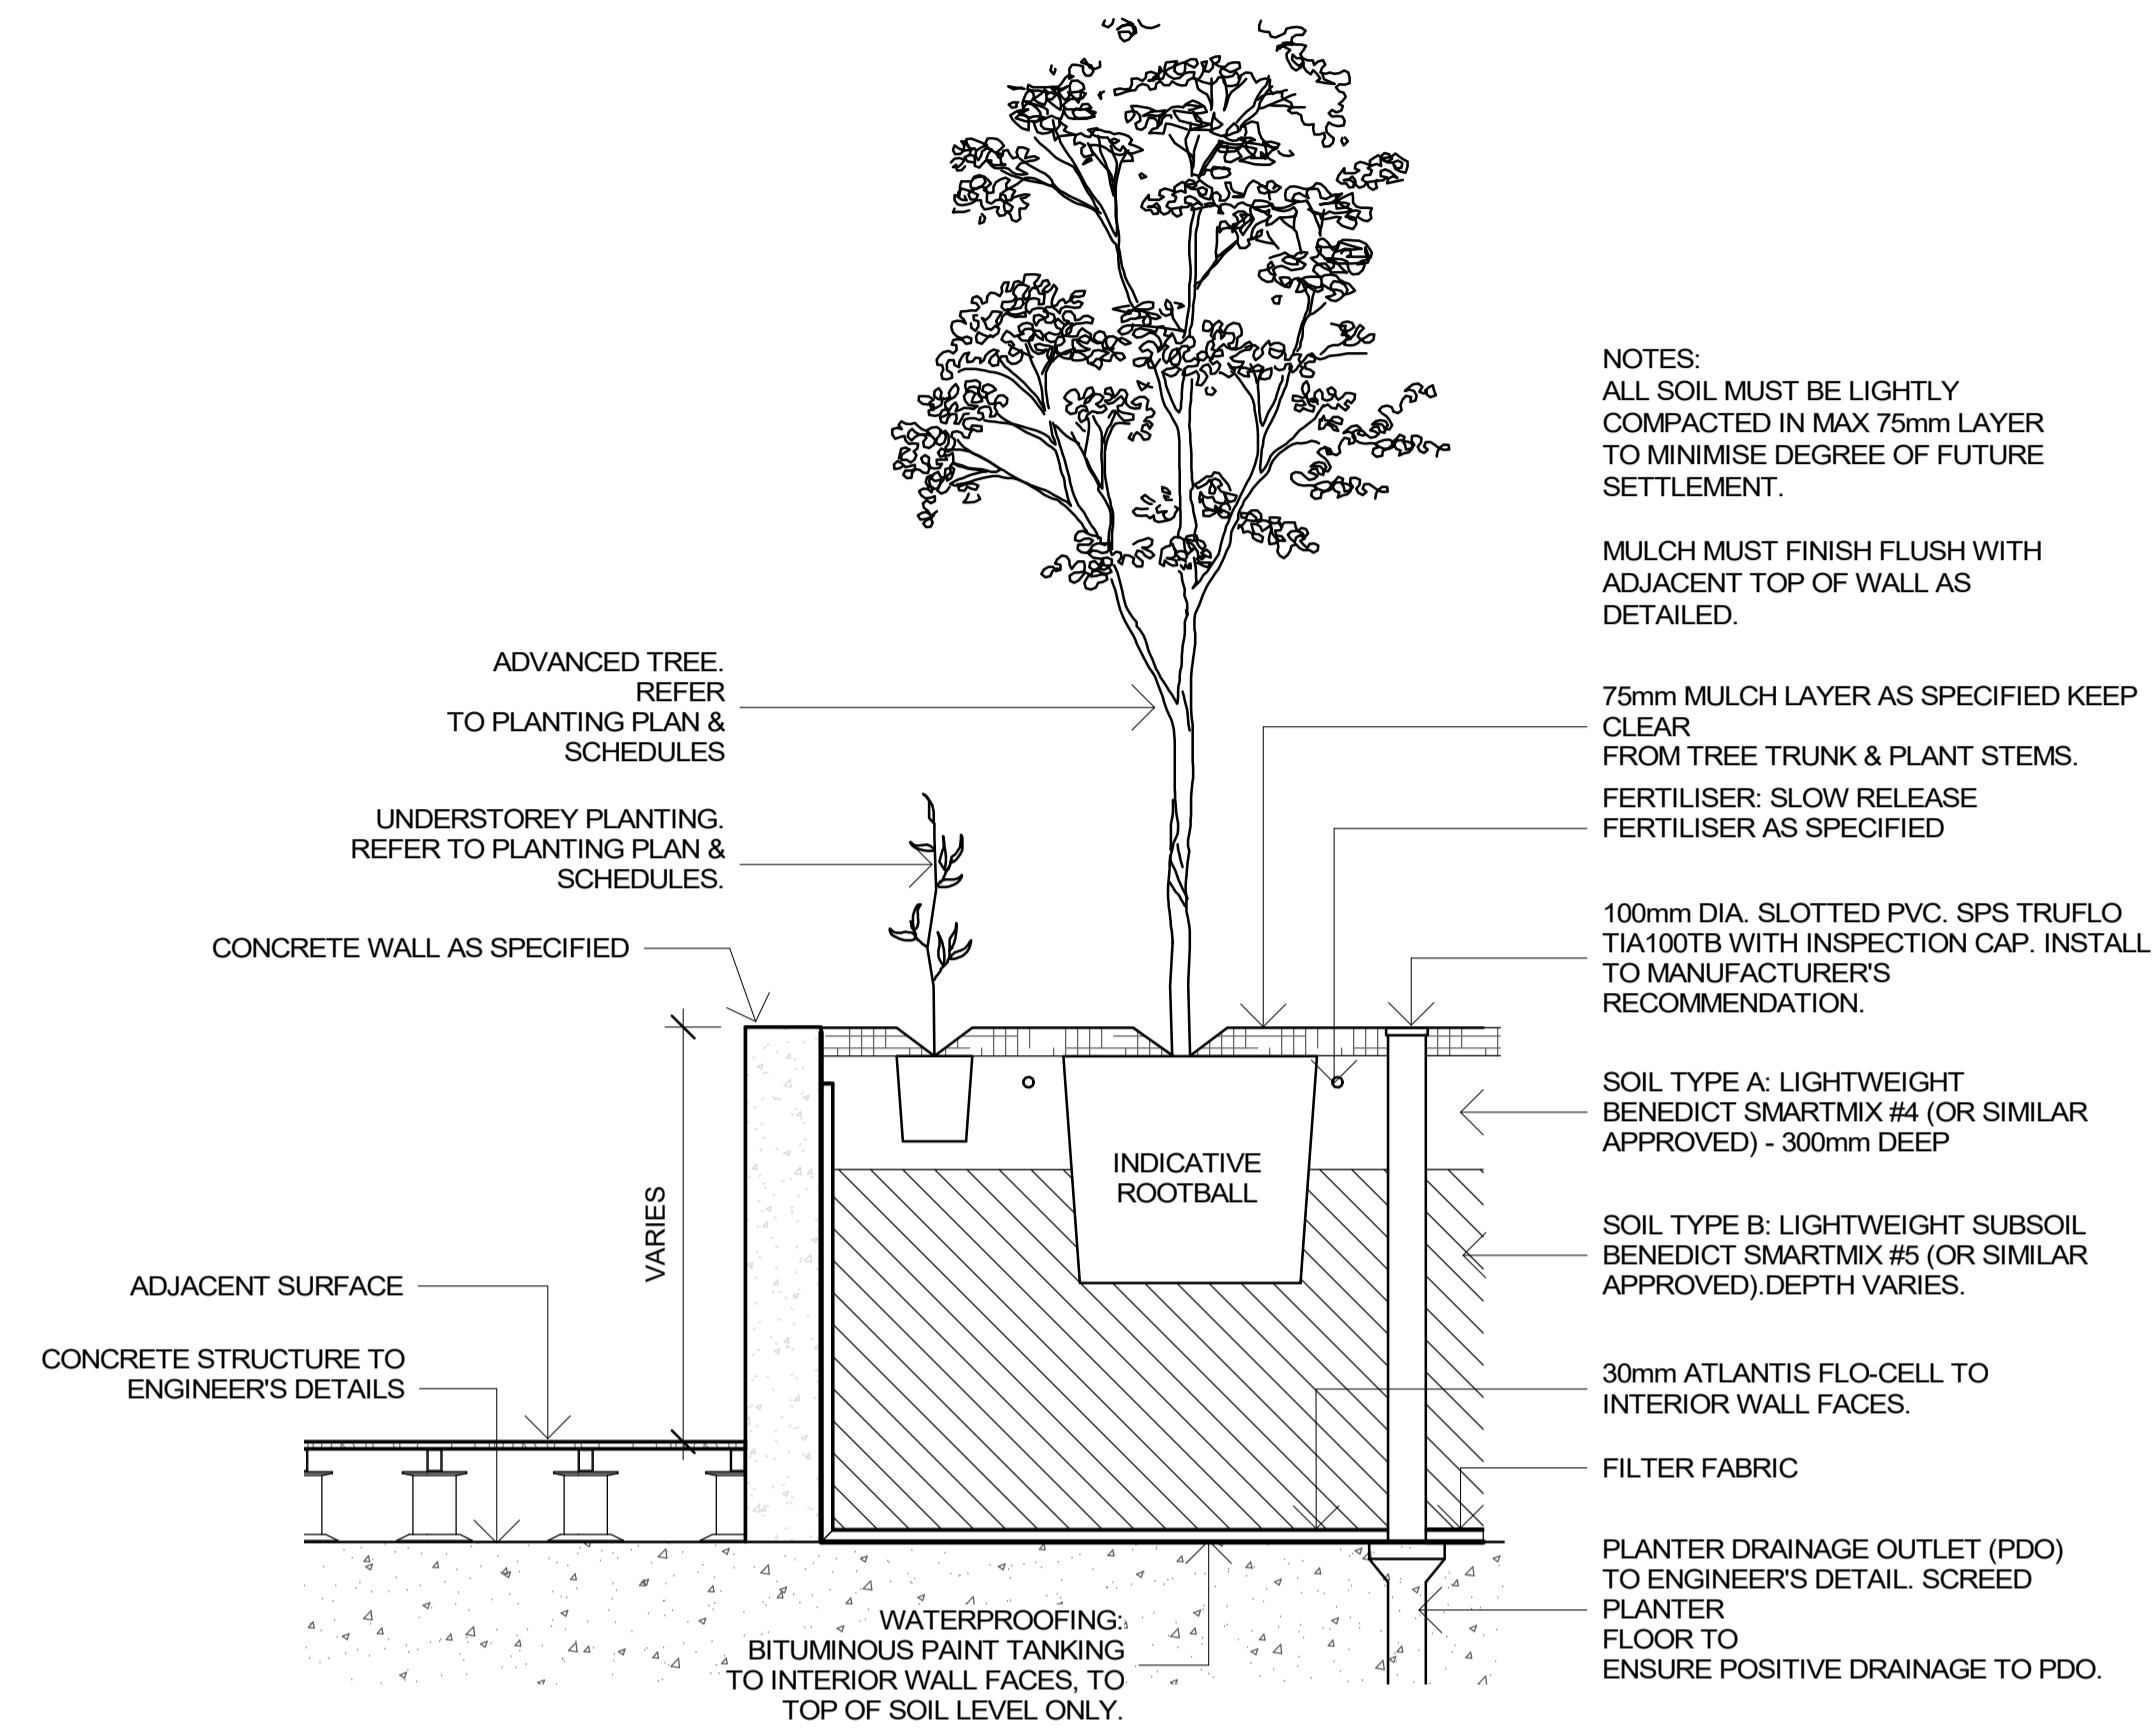 NOTES:
ALL SOIL MUST BE LIGHTLY
COMPACTED IN MAX 75mm LAYER
TO MINIMISE DEGREE OF FUTURE
SETTLEMENT.
MULCH MUST FINISH FLUSH WITH
ADJACENT TOP OF WALL AS
DETAILED.
ADVANCED TREE.
REFER
TO PLANTING PLAN &
SCHEDULES
UNDERSTOREY PLANTING.
REFER TO PLANTING PLAN &
SCHEDULES.
CONCRETE WALL AS SPECIFIED
VARIES
ADJACENT SURFACE
CONCRETE STRUCTURE TO
ENGINEER'S DETAILS
INDICATIVE
ROOTBALL
WATERPROOFING:
BITUMINOUS PAINT TANKING
TO INTERIOR WALL FACES, TO
TOP OF SOIL LEVEL ONLY.
75mm MULCH LAYER AS SPECIFIED KEEP
CLEAR
FROM TREE TRUNK & PLANT STEMS.
FERTILISER: SLOW RELEASE
FERTILISER AS SPECIFIED
100mm DIA. SLOTTED PVC. SPS TRUFLO
TIA100TB WITH INSPECTION CAP. INSTALL
TO MANUFACTURER'S
RECOMMENDATION.
SOIL TYPE A: LIGHTWEIGHT
BENEDICT SMARTMIX #4 (OR SIMILAR
APPROVED) - 300mm DEEP
SOIL TYPE B: LIGHTWEIGHT SUBSOIL
BENEDICT SMARTMIX #5 (OR SIMILAR
APPROVED).DEPTH VARIES.
30mm ATLANTIS FLO-CELL TO
INTERIOR WALL FACES.
FILTER FABRIC
PLANTER DRAINAGE OUTLET (PDO)
TO ENGINEER'S DETAIL. SCREED
PLANTER
FLOOR TO
ENSURE POSITIVE DRAINAGE TO PDO.